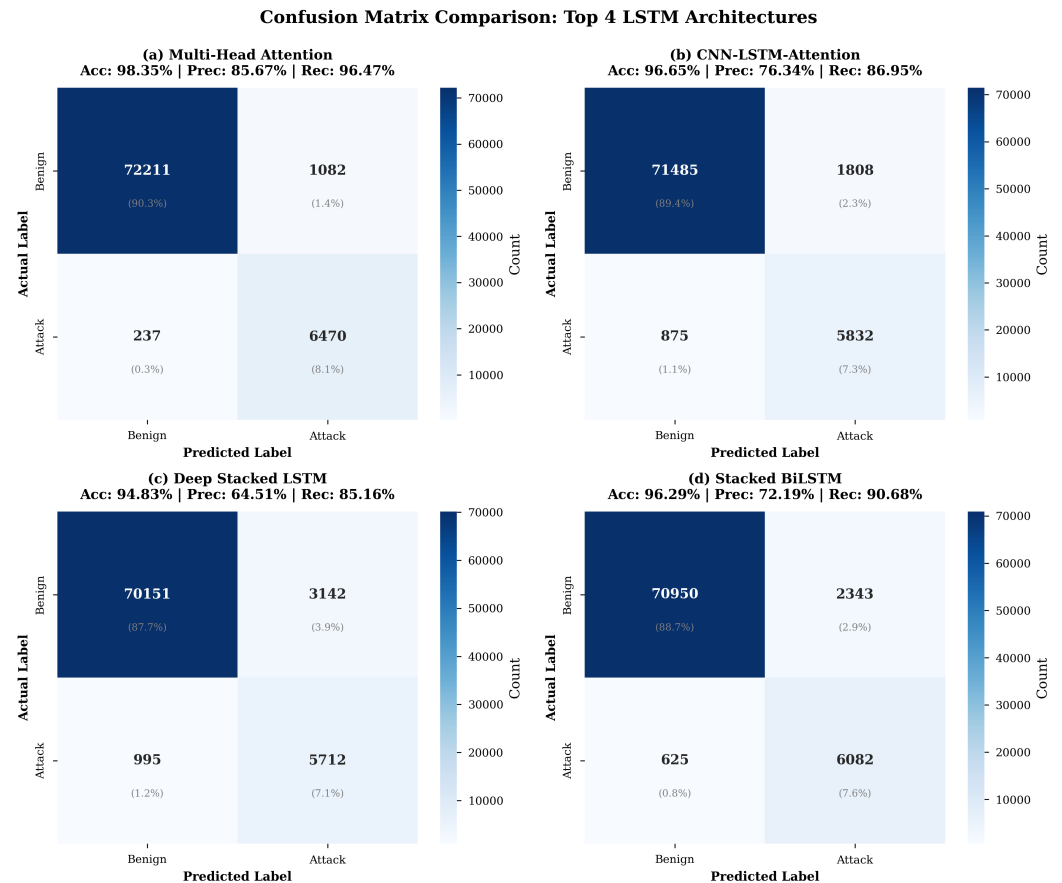 Confusion Matrix Comparison: Top 4 LSTM Architectures
(a) Multi-Head Attention
Acc: 98.35% | Prec: 85.67% | Rec: 96.47%
Actual Label
Benign
Attack
72211
(90.3%)
1082
(1.4%)
237
(0.3%)
6470
(8.1%)
Benign
Attack
Predicted Label
70000
60000
50000
40000
30000
20000
10000
Count
(b) CNN-LSTM-Attention
Acc: 96.65% | Prec: 76.34% | Rec: 86.95%
Actual Label
Benign
Attack
71485
(89.4%)
1808
(2.3%)
875
(1.1%)
5832
(7.3%)
Benign
Attack
Predicted Label
70000
60000
50000
40000
30000
20000
10000
Count
(c) Deep Stacked LSTM
Acc: 94.83% | Prec: 64.51% | Rec: 85.16%
Actual Label
Benign
Attack
70151
(87.7%)
3142
(3.9%)
995
(1.2%)
5712
(7.1%)
Benign
Attack
Predicted Label
70000
60000
50000
40000
30000
20000
10000
Count
(d) Stacked BiLSTM
Acc: 96.29% | Prec: 72.19% | Rec: 90.68%
Actual Label
Benign
Attack
70950
(88.7%)
2343
(2.9%)
625
(0.8%)
6082
(7.6%)
Benign
Attack
Predicted Label
70000
60000
50000
40000
30000
20000
10000
Count